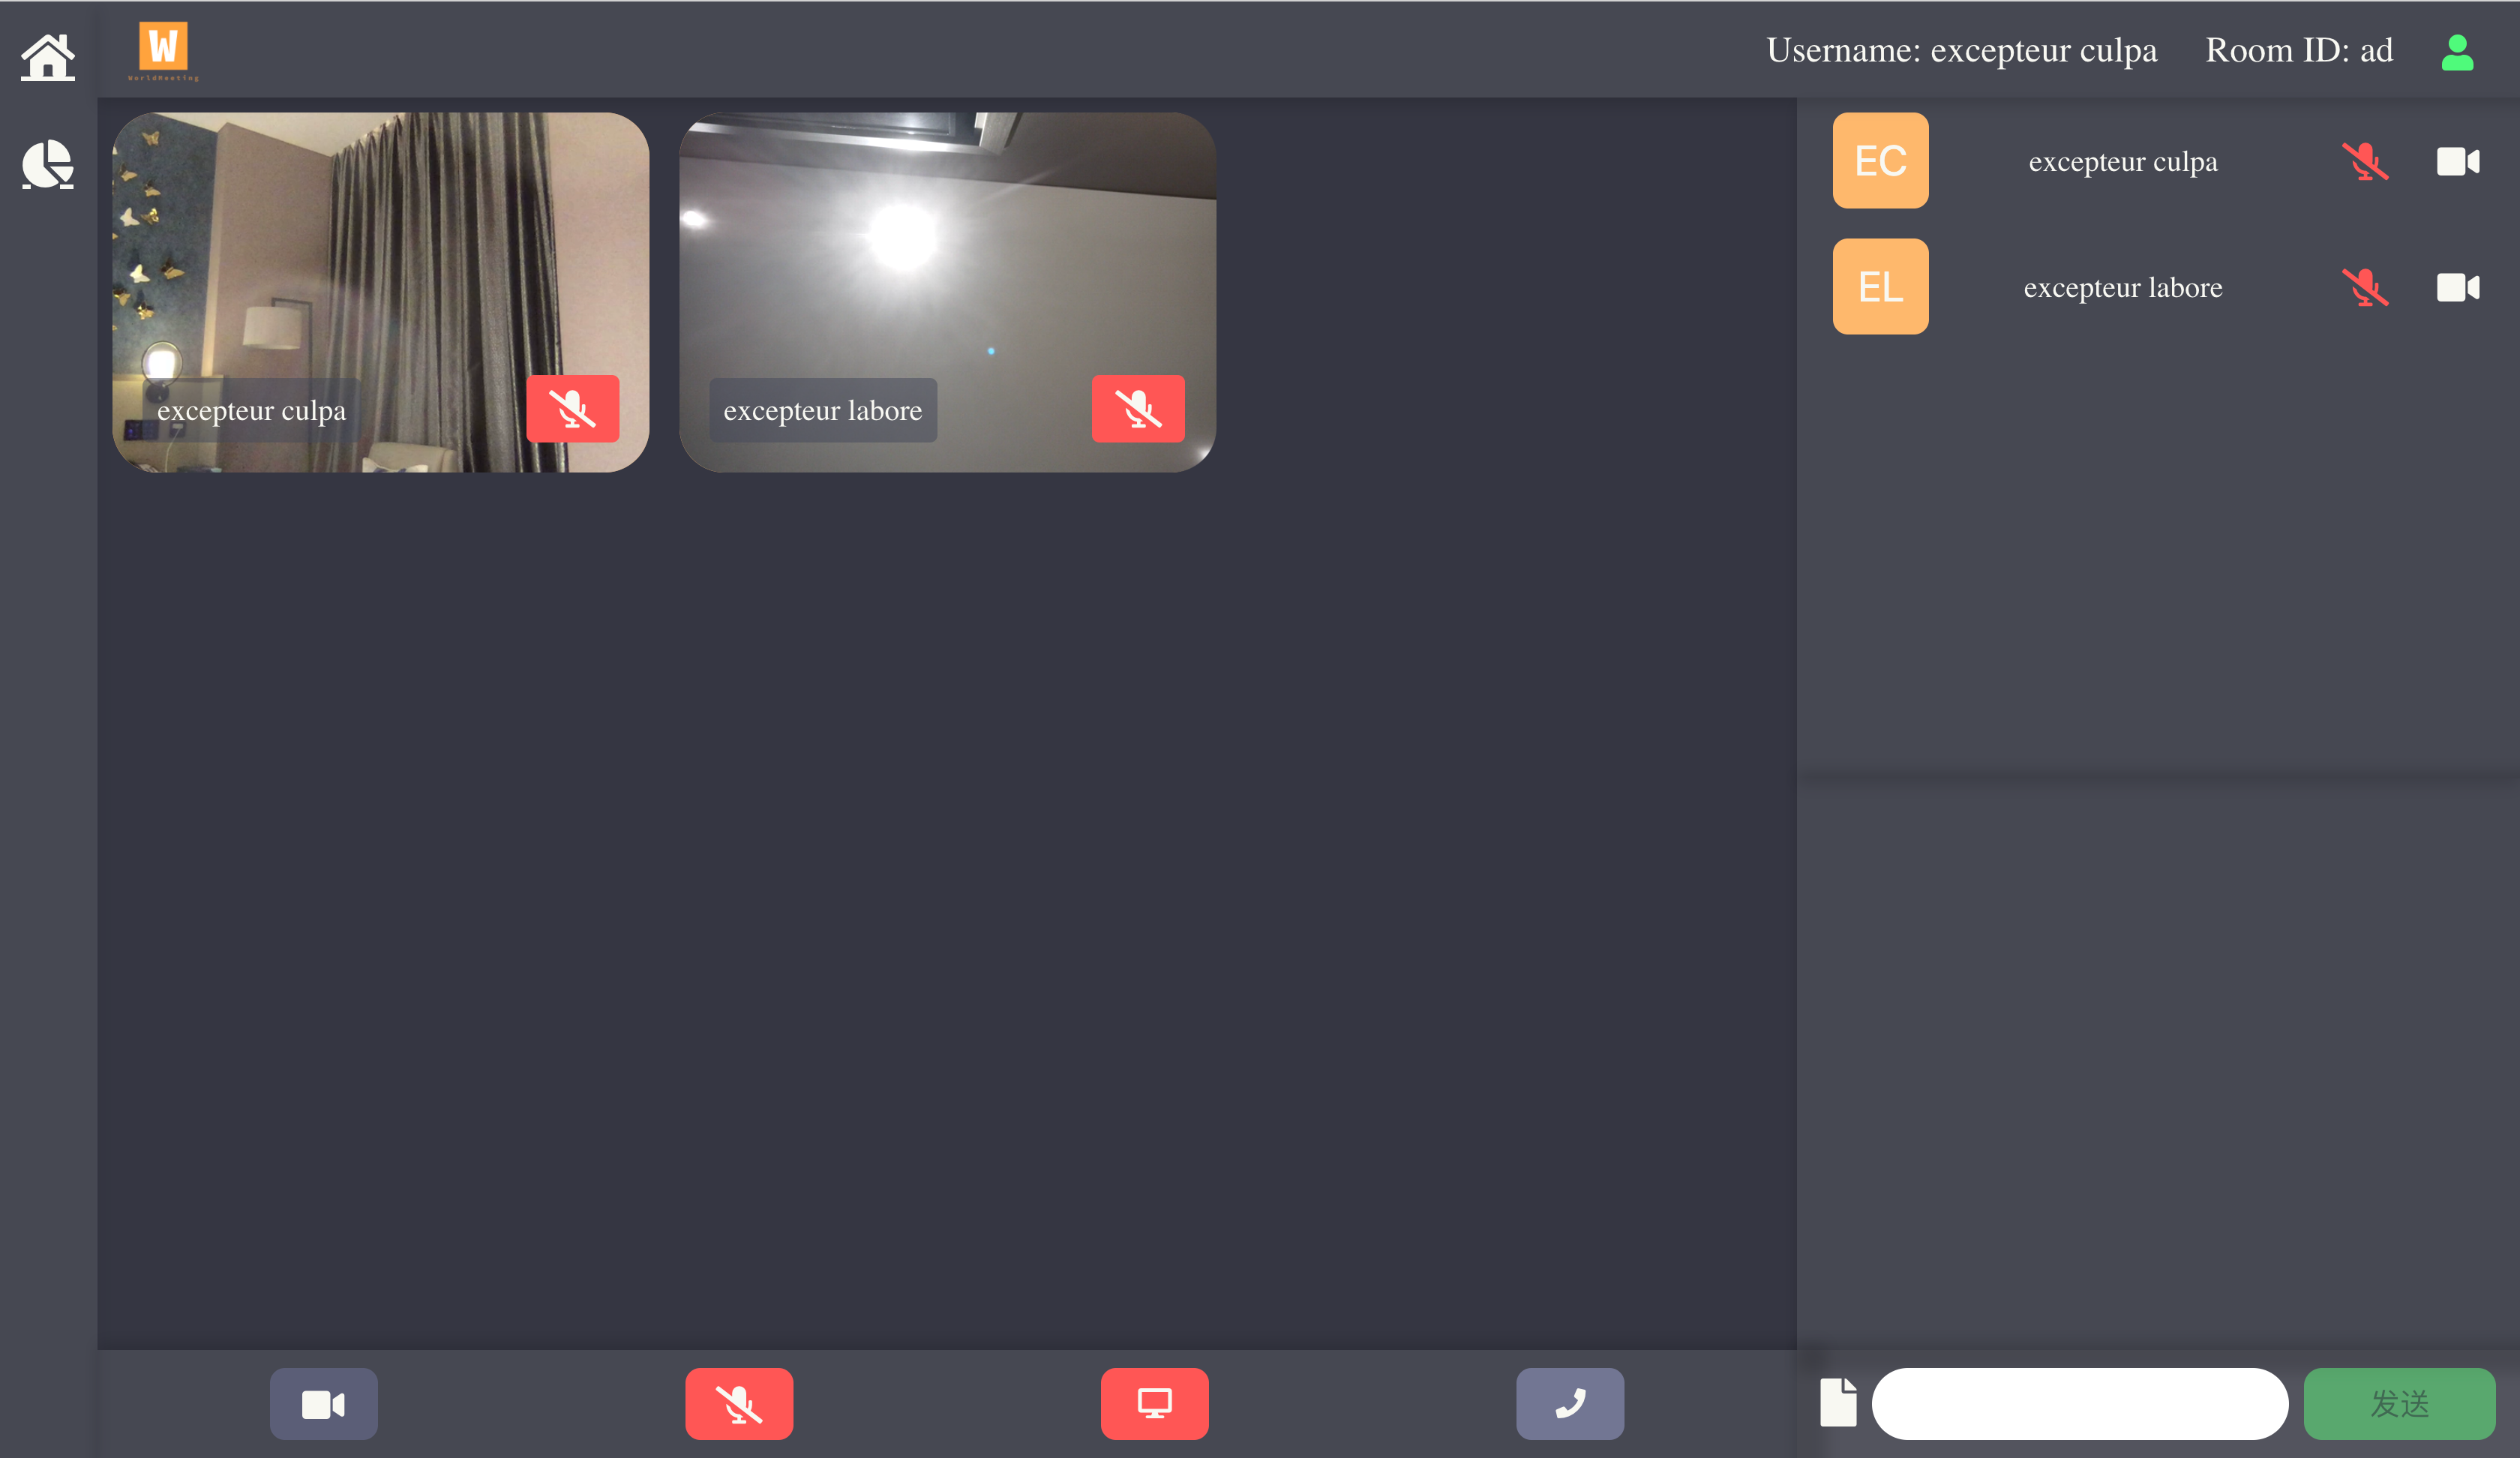 W
WorldMeeting
Username: excepteur culpa
Room ID: ad
excepteur culpa
excepteur labore
EC
excepteur culpa
EL
excepteur labore
发送